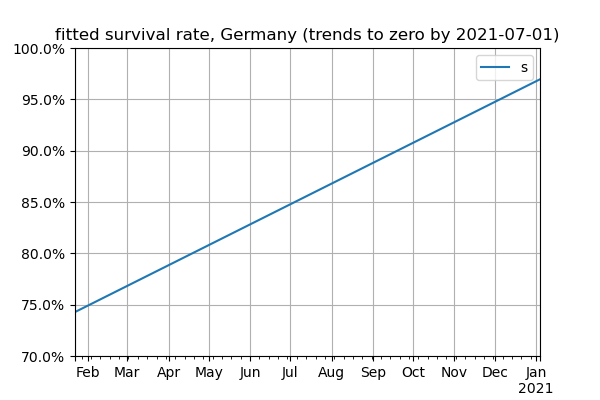 fitted survival rate, Germany (trends to zero by 2021-07-01)
100.0%
95.0%
90.0%
85.0%
80.0%
75.0%
70.0%
s
Feb Mar Apr May Jun Jul Aug Sep Oct Nov Dec Jan
2021